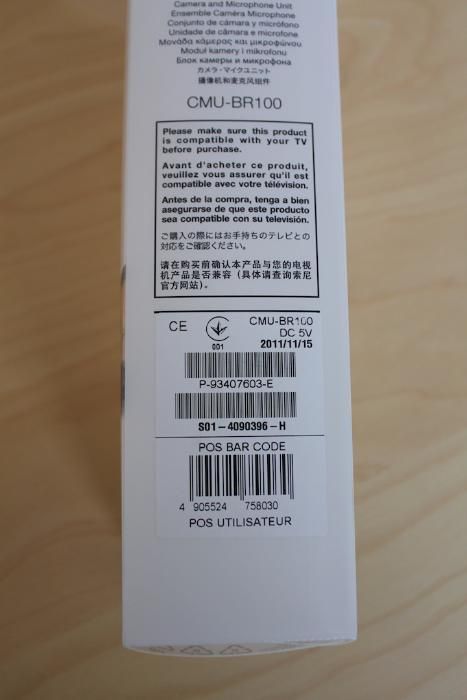 Camera and Microphone Unit
Ensemble Caméra Microphone
Conjunto de cámara y micrófono
Unidade de câmara e microfone
Μονάδα κάμερας και μικροφώνου
Moduł kamery i mikrofonu
Блок камеры и микрофона
カメラ・マイクユニット
摄像机和麦克风组件
CMU-BR100
Please make sure this product
is compatible with your TV
before purchase.
Avant d'acheter ce produit,
veuillez vous assurer qu'il est
compatible avec votre télévision.
Antes de la compra, tenga a bien
asegurarse de que este producto
sea compatible con su televisión.
ご購入の際にはお手持ちのテレビとの
対応をご確認ください。
请在购买前确认本产品与您的电视
机产品是否兼容（具体请查询索尼
官方网站）。
CE
001
CMU-BR100
DC 5V
2011/11/15
P-93407603-E
S01-4090396-H
POS BAR CODE
4 905524 758030
POS UTILISATEUR